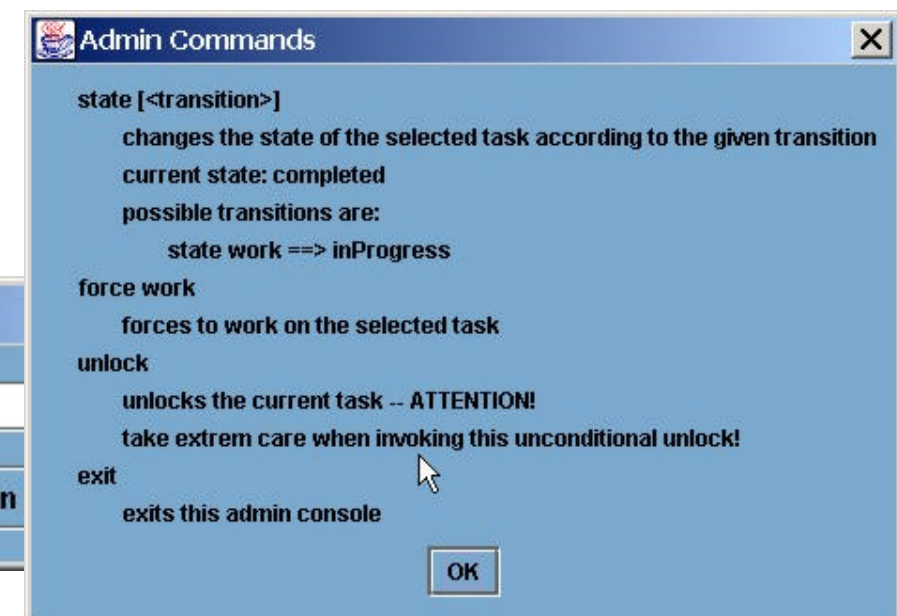 Admin Commands
state [<transition>]
changes the state of the selected task according to the given transition
current state: completed
possible transitions are:
state work ==> inProgress
force work
forces to work on the selected task
unlock
unlocks the current task -- ATTENTION!
take extrem care when invoking this unconditional unlock!
exit
n
exits this admin console
OK